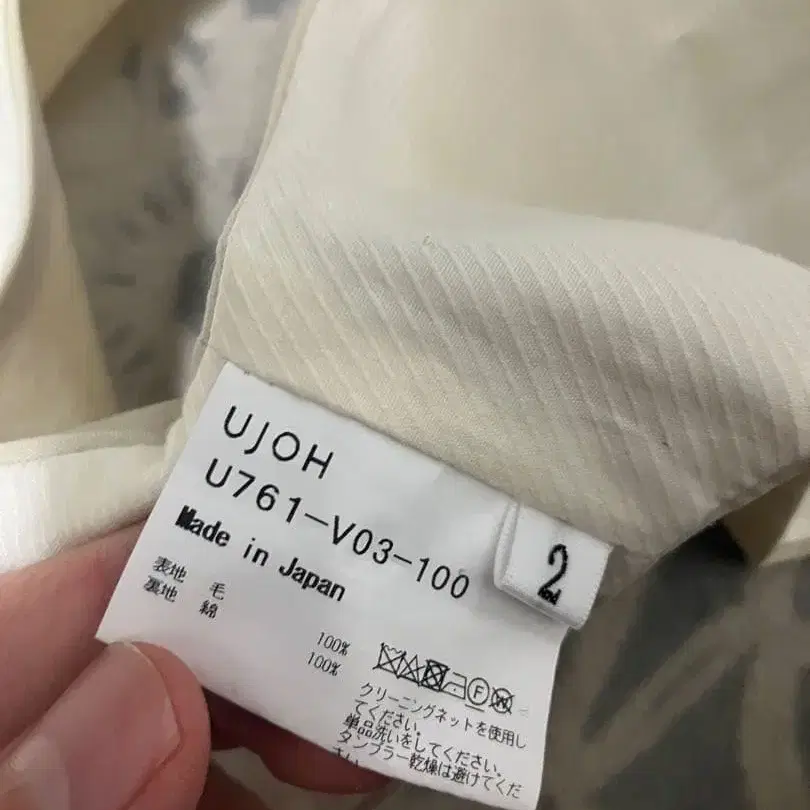 UJOH
U761-V03-100
2
Made in Japan
表地 毛 100%
裏地 綿 100%
F W
クリーニングネットを使用し
てください。
単品洗いをしてください。
タンブラー乾燥は避けてくだ
さい